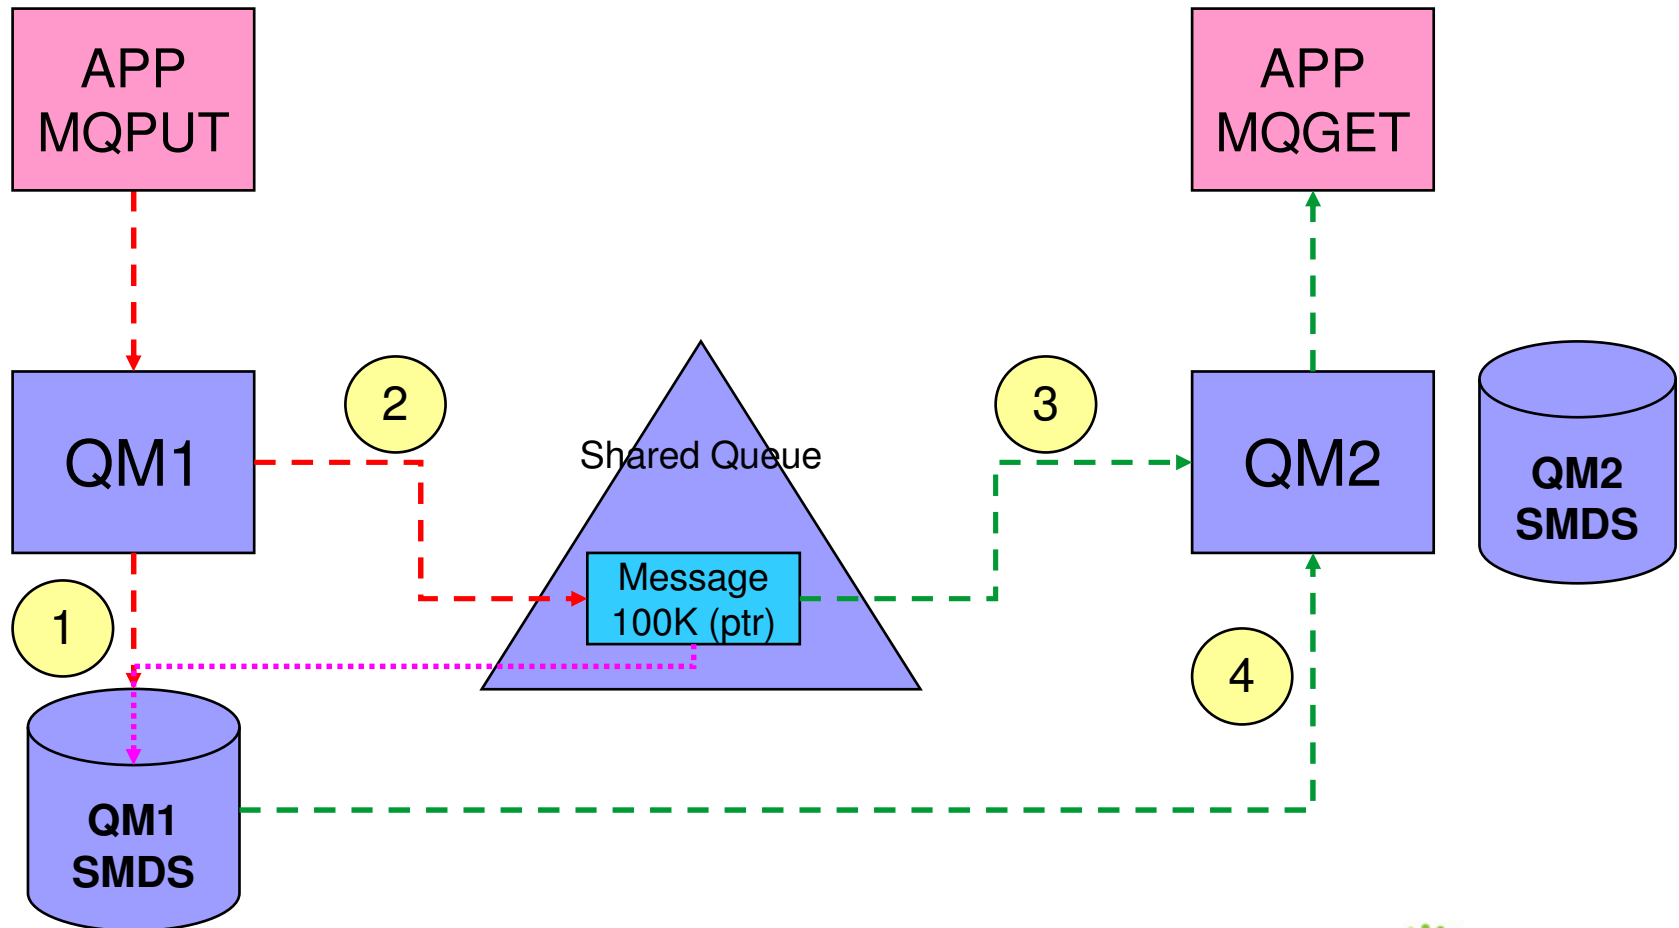 APP
MQPUT
APP
MQGET
QM1
2
Shared Queue
3
QM2
QM2
SMDS
Message
100K (ptr)
1
4
QM1
SMDS